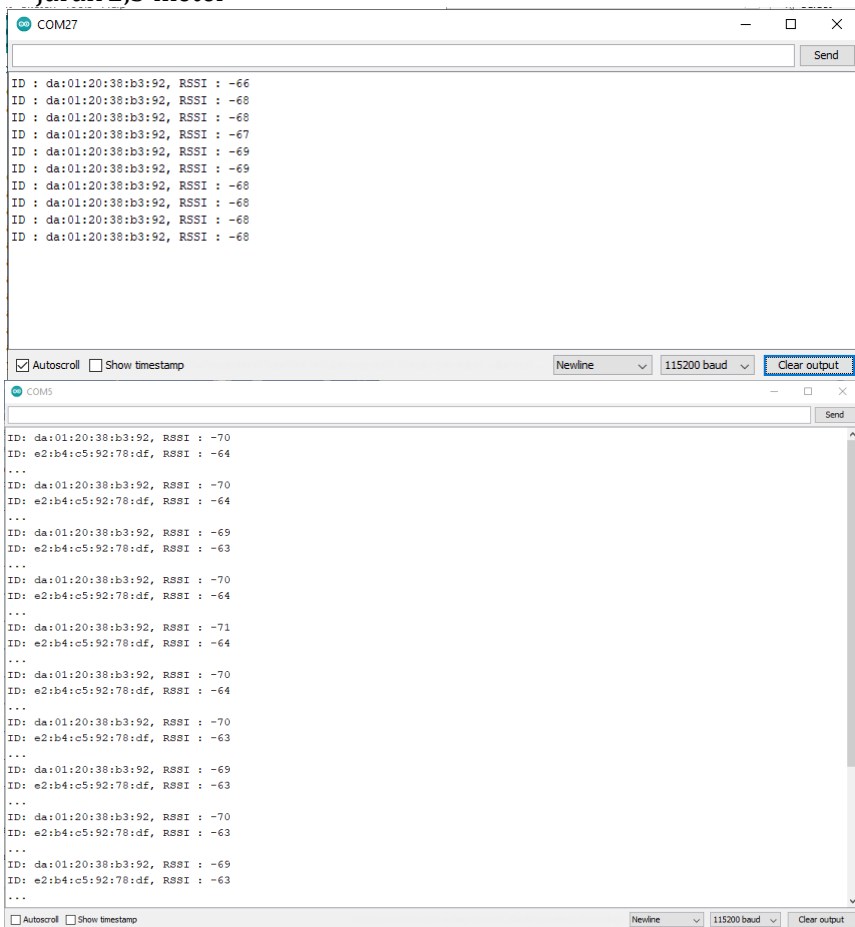 COM27
Send
ID : da:01:20:38:b3:92, RSSI : -66
ID : da:01:20:38:b3:92, RSSI : -68
ID : da:01:20:38:b3:92, RSSI : -68
ID : da:01:20:38:b3:92, RSSI : -67
ID : da:01:20:38:b3:92, RSSI : -69
ID : da:01:20:38:b3:92, RSSI : -69
ID : da:01:20:38:b3:92, RSSI : -68
ID : da:01:20:38:b3:92, RSSI : -68
ID : da:01:20:38:b3:92, RSSI : -68
ID : da:01:20:38:b3:92, RSSI : -68
Autoscroll Show timestamp Newline 115200 baud Clear output
COM5
Send
ID: da:01:20:38:b3:92, RSSI : -70
ID: e2:b4:c5:92:78:df, RSSI : -64
...
ID: da:01:20:38:b3:92, RSSI : -70
ID: e2:b4:c5:92:78:df, RSSI : -64
...
ID: da:01:20:38:b3:92, RSSI : -69
ID: e2:b4:c5:92:78:df, RSSI : -63
...
ID: da:01:20:38:b3:92, RSSI : -70
ID: e2:b4:c5:92:78:df, RSSI : -64
...
ID: da:01:20:38:b3:92, RSSI : -71
ID: e2:b4:c5:92:78:df, RSSI : -64
...
ID: da:01:20:38:b3:92, RSSI : -70
ID: e2:b4:c5:92:78:df, RSSI : -64
...
ID: da:01:20:38:b3:92, RSSI : -70
ID: e2:b4:c5:92:78:df, RSSI : -63
...
ID: da:01:20:38:b3:92, RSSI : -69
ID: e2:b4:c5:92:78:df, RSSI : -63
...
ID: da:01:20:38:b3:92, RSSI : -70
ID: e2:b4:c5:92:78:df, RSSI : -63
...
ID: da:01:20:38:b3:92, RSSI : -69
ID: e2:b4:c5:92:78:df, RSSI : -63
...
Autoscroll Show timestamp Newline 115200 baud Clear output